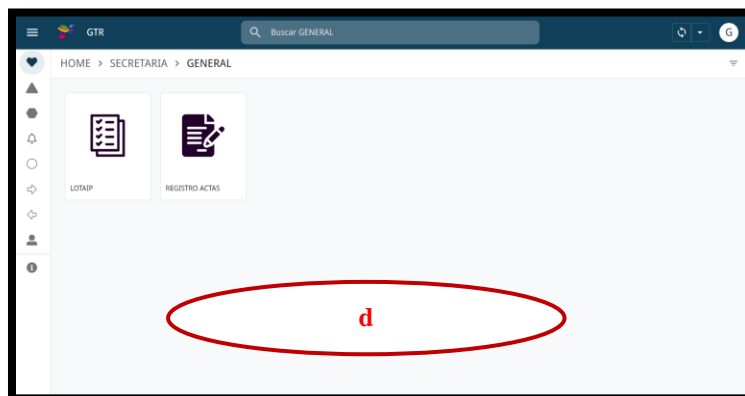 GTR
Buscar GENERAL
G
HOME > SECRETARIA > GENERAL
LOTAIP
REGISTRO ACTAS
d